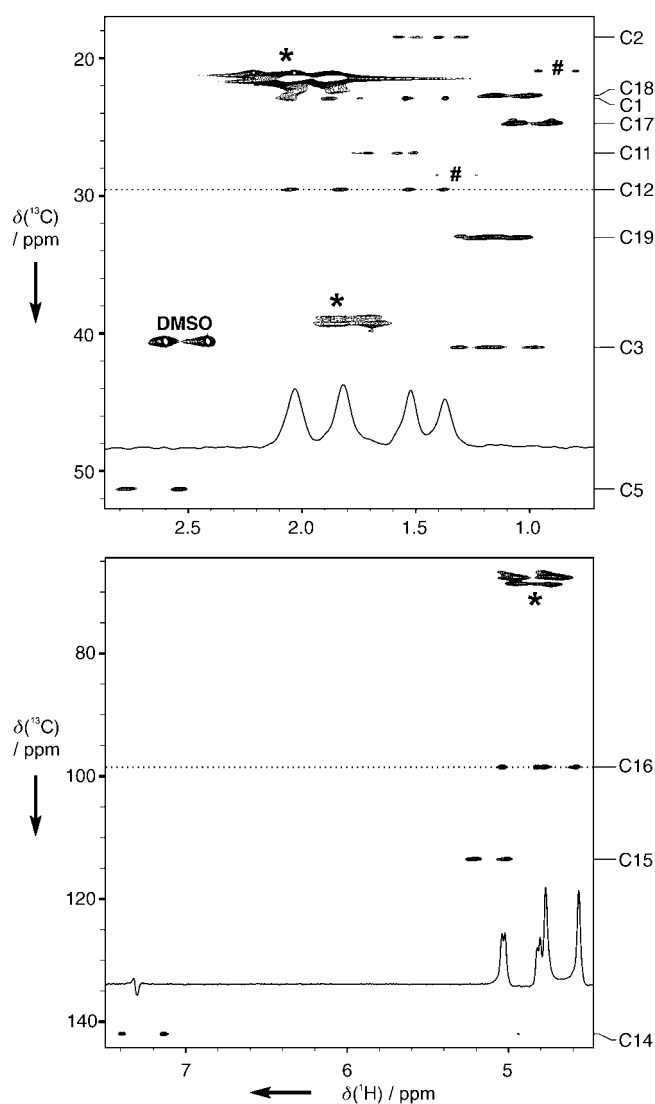 C2
*
20
#
C18
C1
C17
C11
#
30
C12
δ(¹³C)
/ ppm
C19
*
DMSO
40
C3
50
C5
2.5
2.0
1.5
1.0
*
80
δ(¹³C)
/ ppm
100
C16
C15
120
140
C14
7
6
5
δ(¹H) / ppm